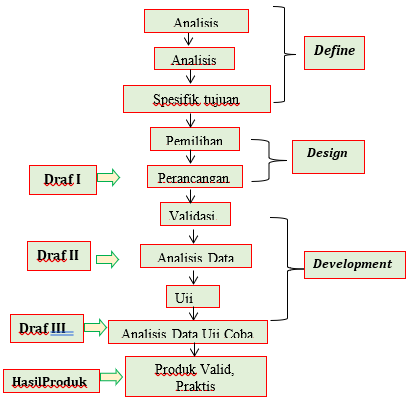 Analisis
Define
Analisis
Spesifik tujuan
Pemilihan
Design
Draf I
Perancangan
Validasi.
Draf II
Analisis Data
Development
Uji
Draf III
Analisis Data Uji Coba
Produk Valid,
Praktis
HasilProduk